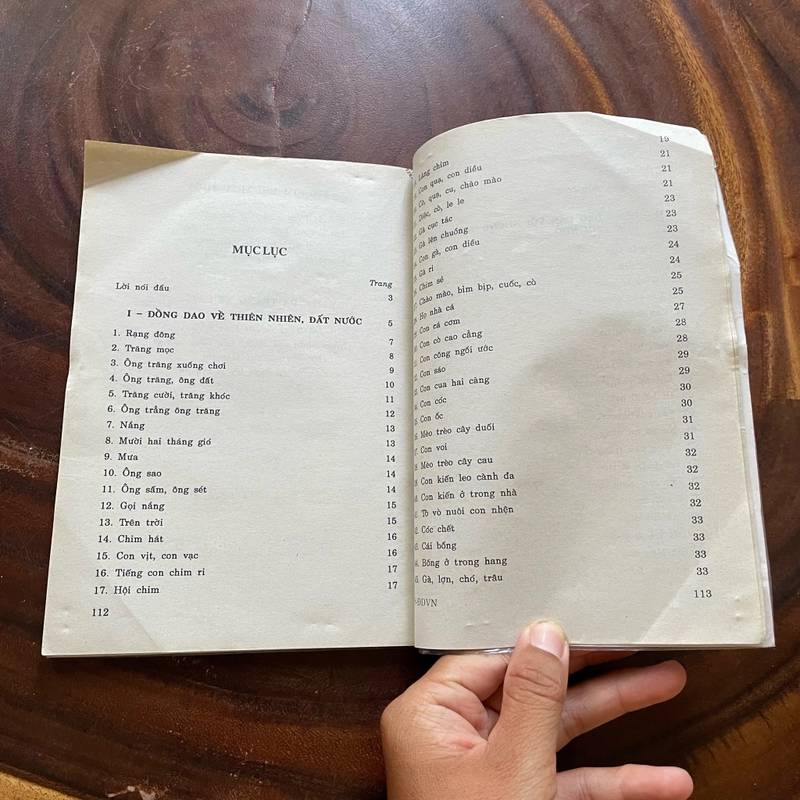 MỤC LỤC
Trang
Lời nói đầu 3
I – ĐỒNG DAO VỀ THIÊN NHIÊN, ĐẤT NƯỚC 5
1. Rạng đông 7
2. Trăng mọc 8
3. Ông trăng xuống chơi 9
4. Ông trăng, ông đất 10
5. Trăng cười, trăng khóc 11
6. Ông trẳng ông trăng 12
7. Nắng 13
8. Mười hai tháng gió 13
9. Mưa 14
10. Ông sao 14
11. Ông sấm, ông sét 14
12. Gọi nắng 15
13. Trên trời 15
14. Chim hát 16
15. Con vịt, con vạc 16
16. Tiếng con chim ri 17
17. Hội chim 17
112
Làng chim 19
Con quạ, con diều 21
Cò, quạ, cu, chào mào 21
Diệc, cò, le le 21
Gà cục tác 23
Gà lên chuồng 23
Con gà, con diều 23
Gà ri 24
Chim sẻ 24
Chào mào, bìm bịp, cuốc, cò 25
Họ nhà cá 25
Con cá cơm 27
Con cò cao cẳng 28
Con công ngồi ước 28
Con sáo 29
Con cua hai càng 29
Con cóc 30
Con ốc 30
Mèo trèo cây duối 31
Con voi 31
Mèo trèo cây cau 32
Con kiến leo cành đa 32
Con kiến ở trong nhà 32
Tò vò nuôi con nhện 32
Cóc chết 33
Cái bống 33
Bống ở trong hang 33
Gà, lợn, chó, trâu 33
-ĐDVN 113